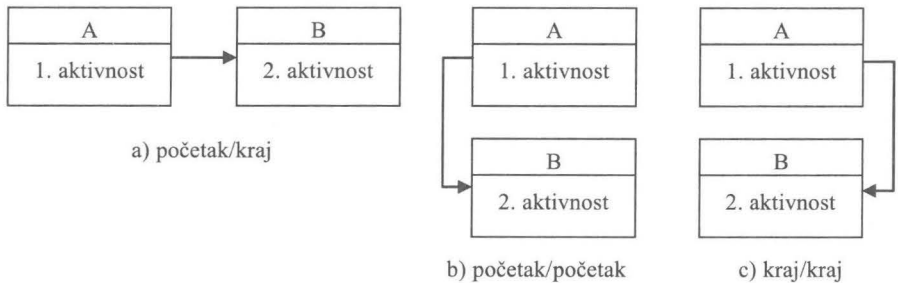 A
1. aktivnost
B
2. aktivnost
a) početak/kraj
A
1. aktivnost
B
2. aktivnost
b) početak/početak
A
1. aktivnost
B
2. aktivnost
c) kraj/kraj